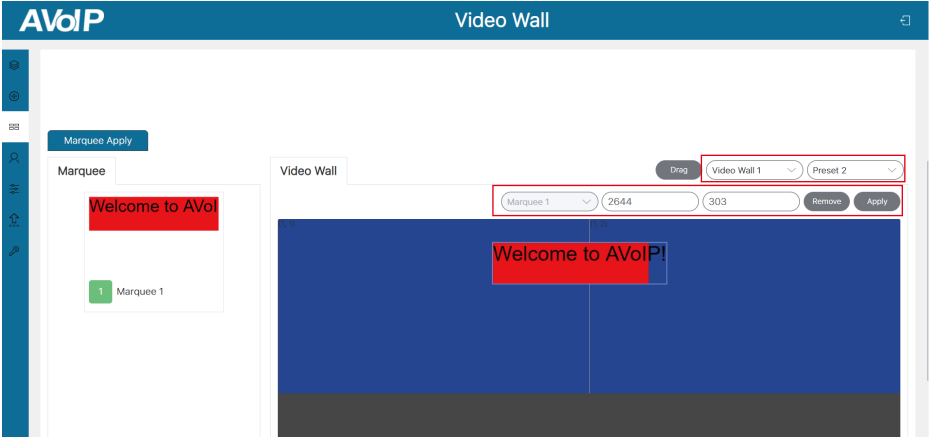 AVoIP
Video Wall
Marquee Apply
Marquee
Video Wall
Drag
Video Wall 1
Preset 2
Marquee 1
2644
303
Remove
Apply
Welcome to AVoI
Welcome to AVoIP!
1
Marquee 1